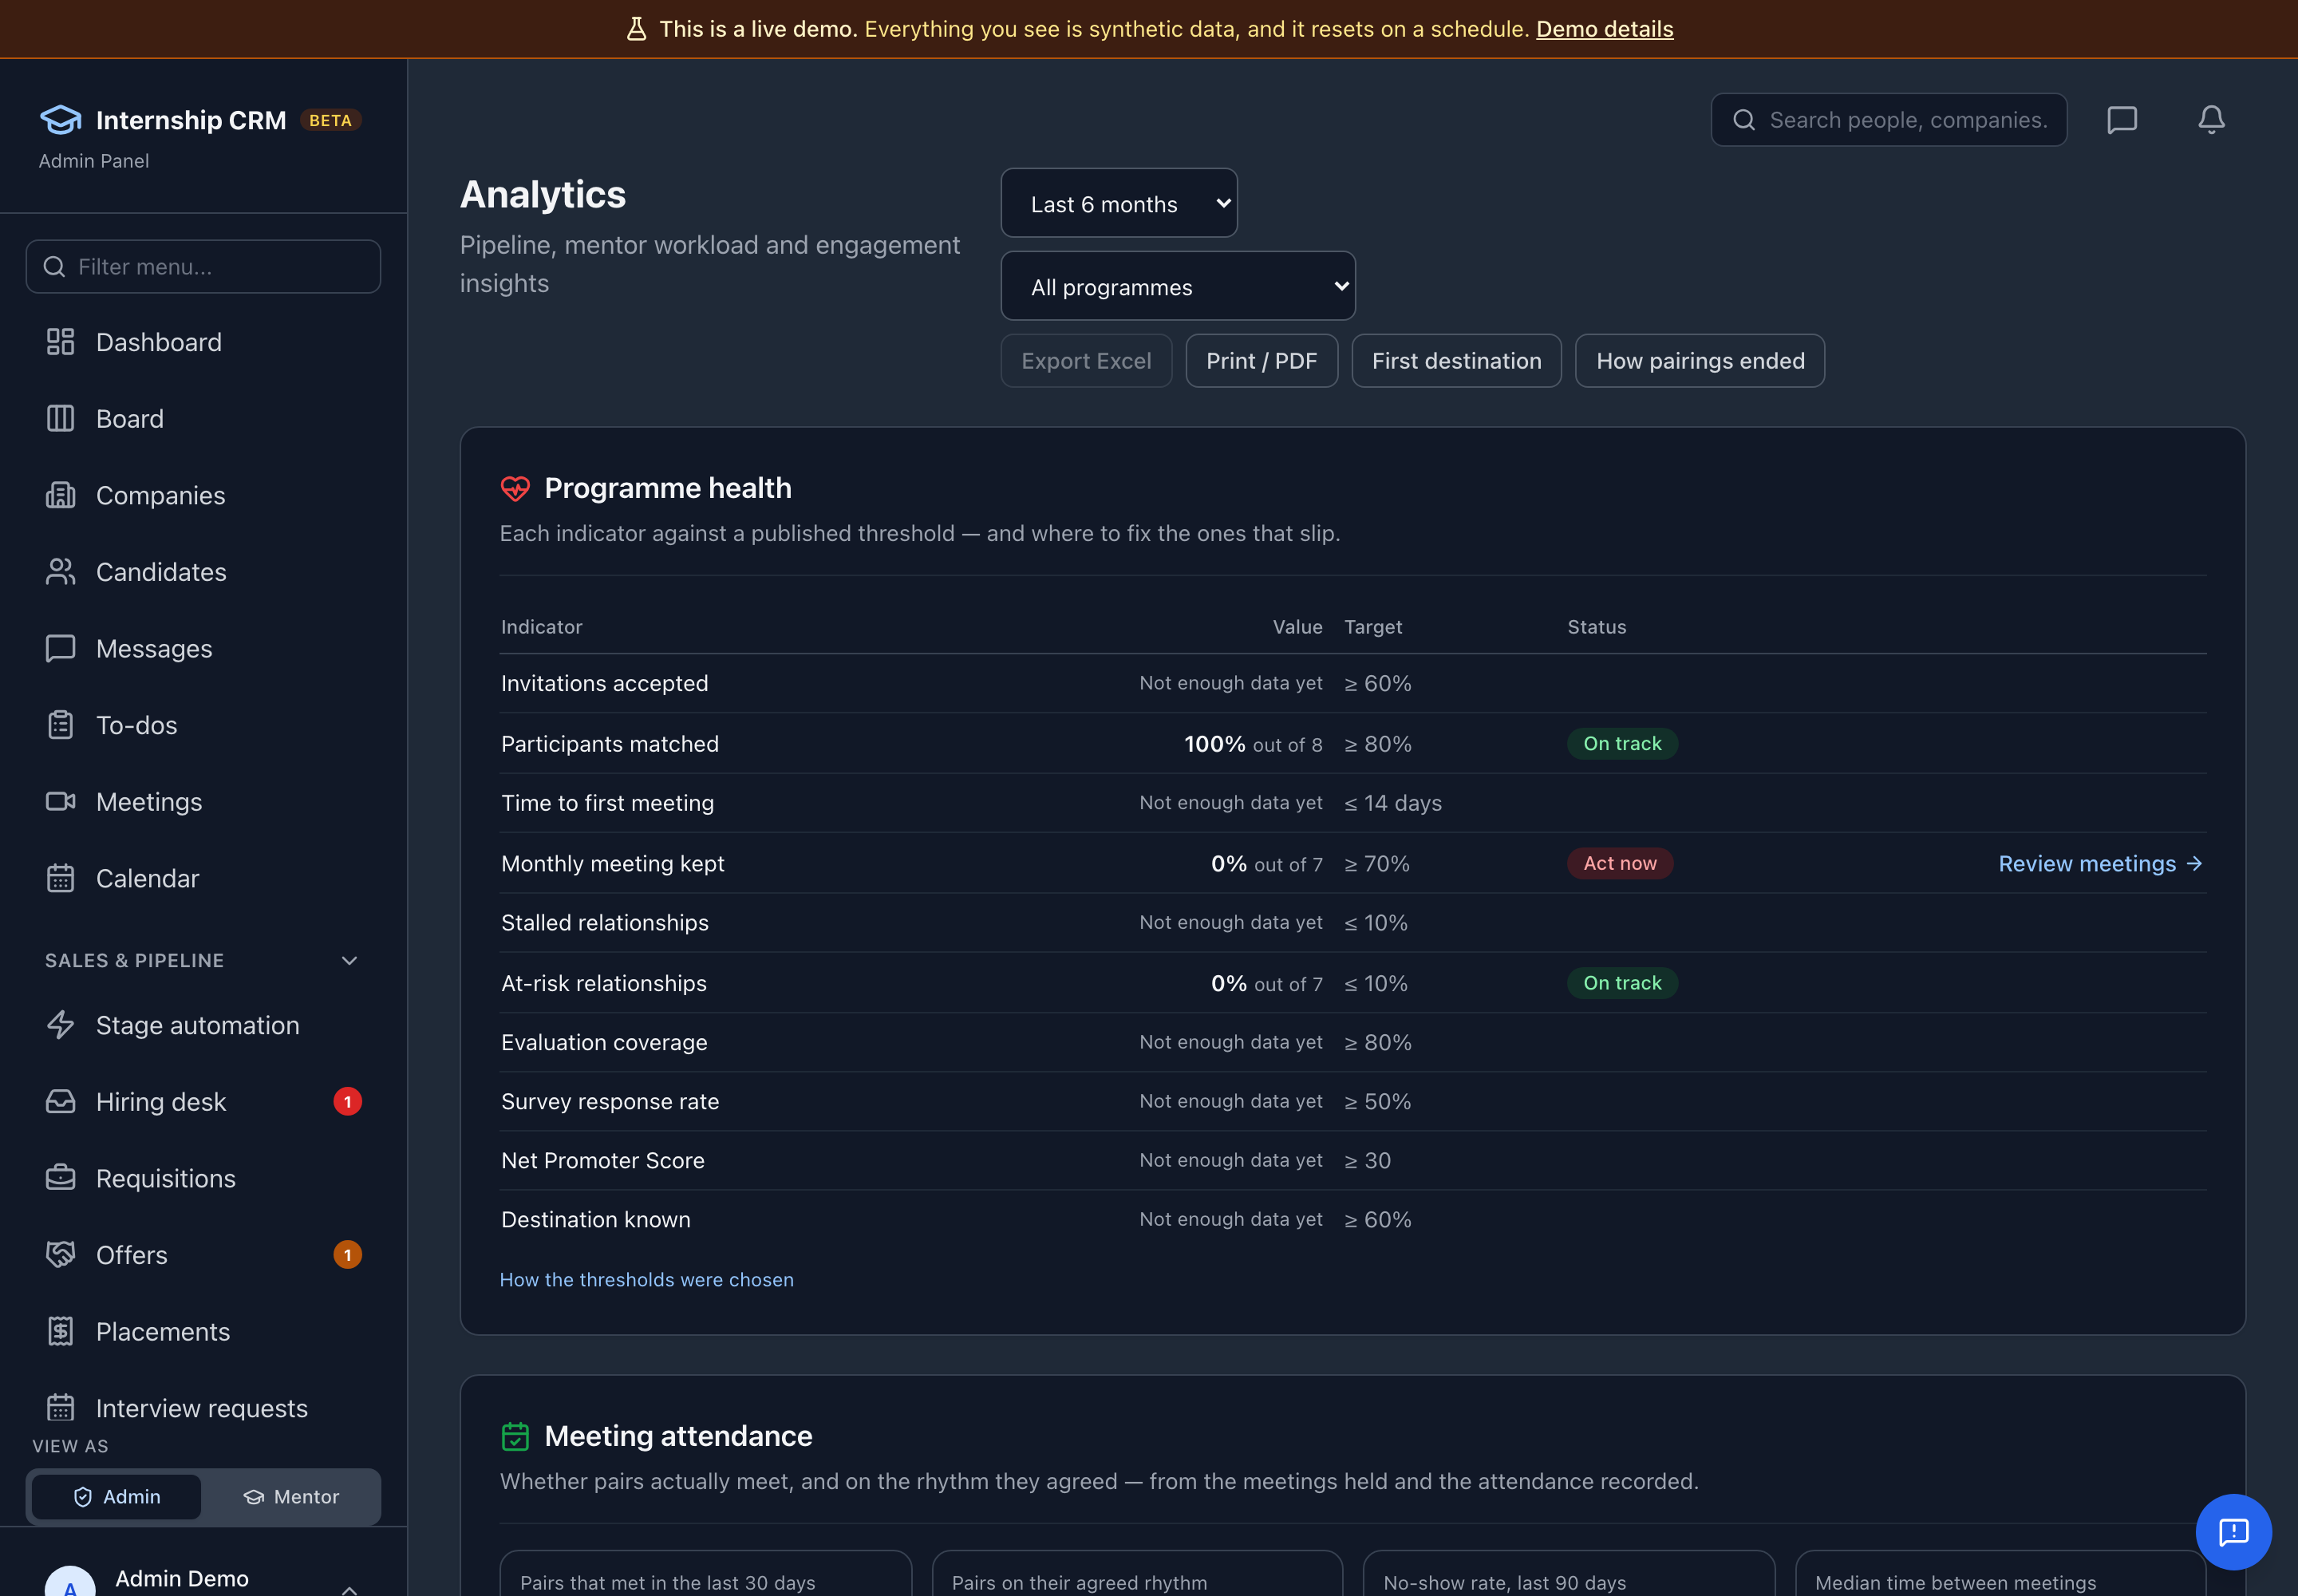 This is a live demo. Everything you see is synthetic data, and it resets on a schedule. Demo details
Internship CRM BETA
Admin Panel
Filter menu...
Dashboard
Board
Companies
Candidates
Messages
To-dos
Meetings
Calendar
SALES & PIPELINE
Stage automation
Hiring desk 1
Requisitions
Offers 1
Placements
Interview requests
VIEW AS
Admin Mentor
A Admin Demo
Search people, companies.
Analytics
Pipeline, mentor workload and engagement
insights
Last 6 months
All programmes
Export Excel Print / PDF First destination How pairings ended
Programme health
Each indicator against a published threshold — and where to fix the ones that slip.
Indicator Value Target Status
Invitations accepted Not enough data yet ≥ 60%
Participants matched 100% out of 8 ≥ 80% On track
Time to first meeting Not enough data yet ≤ 14 days
Monthly meeting kept 0% out of 7 ≥ 70% Act now Review meetings →
Stalled relationships Not enough data yet ≤ 10%
At-risk relationships 0% out of 7 ≤ 10% On track
Evaluation coverage Not enough data yet ≥ 80%
Survey response rate Not enough data yet ≥ 50%
Net Promoter Score Not enough data yet ≥ 30
Destination known Not enough data yet ≥ 60%
How the thresholds were chosen
Meeting attendance
Whether pairs actually meet, and on the rhythm they agreed — from the meetings held and the attendance recorded.
Pairs that met in the last 30 days Pairs on their agreed rhythm No-show rate, last 90 days Median time between meetings